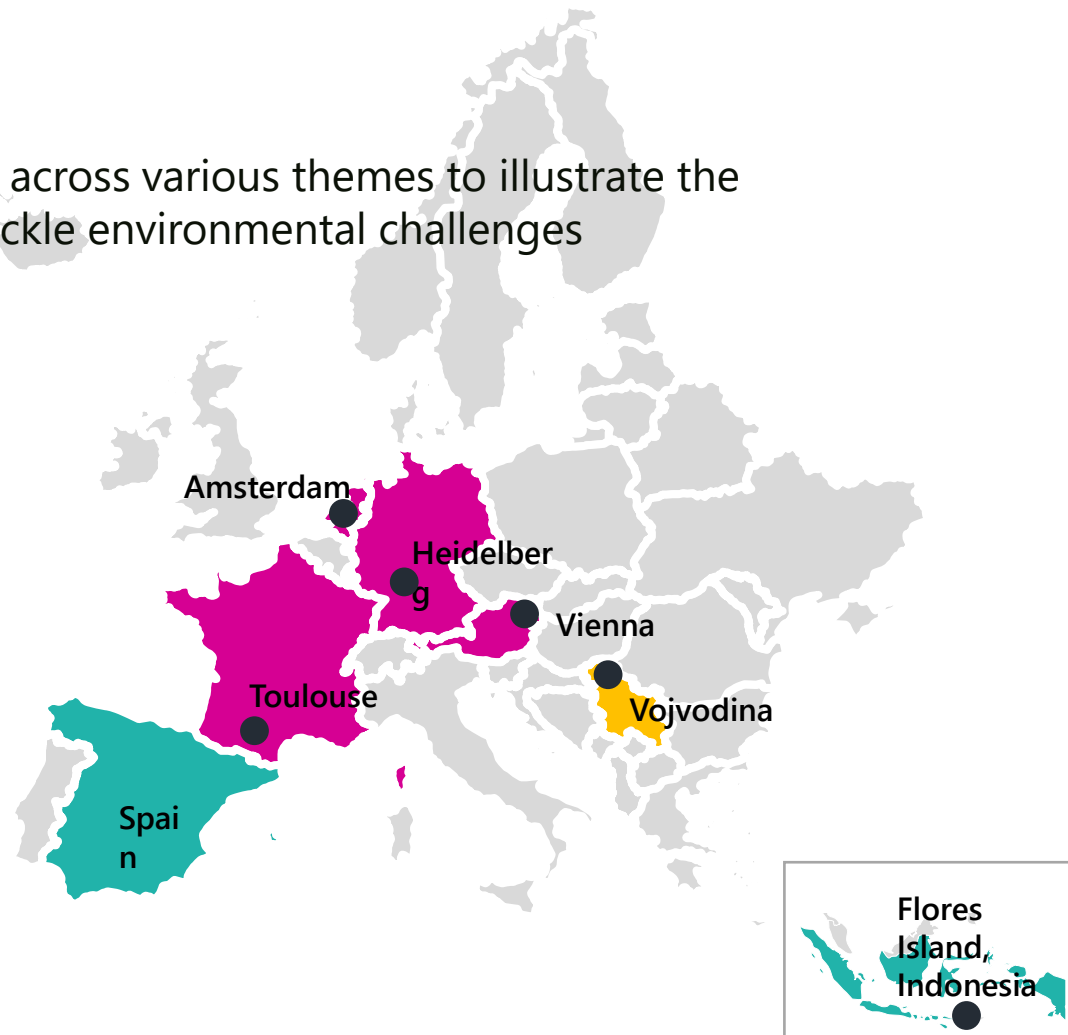 across various themes to illustrate the
ckle environmental challenges
Amsterdam
Heidelber
g
Vienna
Toulouse
Vojvodina
Spai
n
Flores
Island,
Indonesia